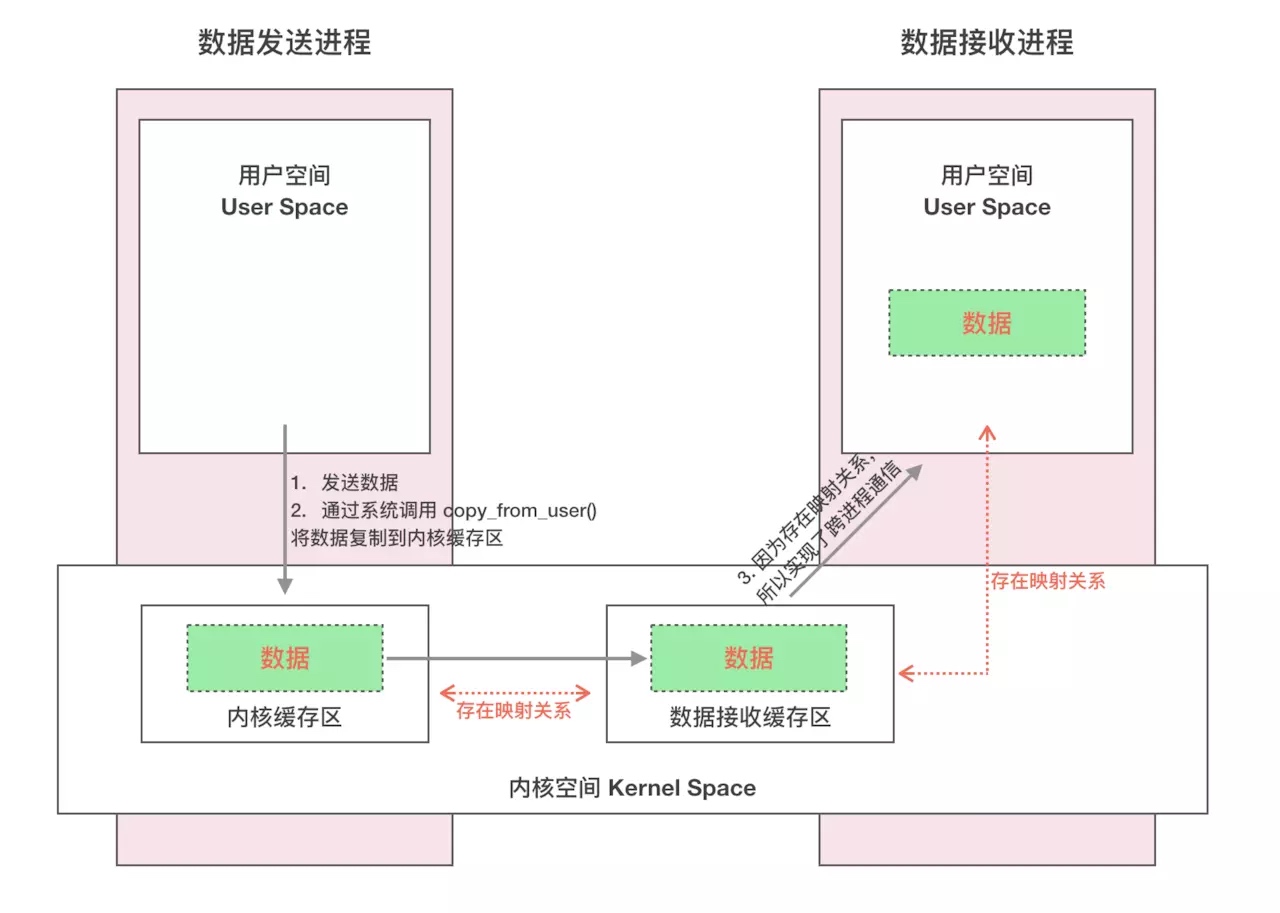 数据发送进程
数据接收进程
用户空间
User Space
用户空间
User Space
数据
1. 发送数据
2. 通过系统调用 copy_from_user()
将数据复制到内核缓存区
3. 因为存在映射关系，
所以实现了跨进程通信
存在映射关系
数据
内核缓存区
存在映射关系
数据
数据接收缓存区
内核空间 Kernel Space